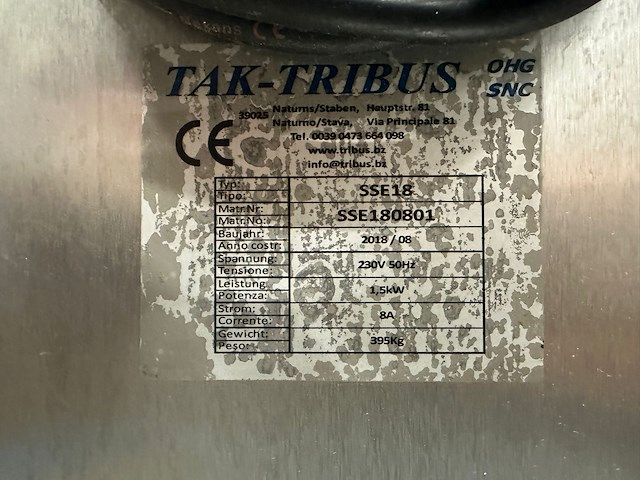 TAK-TRIBUS OHG SNC
39025 Naturns/Staben, Hauptstr. 81
Naturno/Stava, Via Principale 81
Tel. 0039 0473 664 098
www.tribus.bz
info@tribus.bz
CE
Typ: Tipo: SSE18
Matr.Nr: Matr.NO: SSE180801
Baujahr: Anno costr: 2018 / 08
Spannung: Tensione: 230V 50Hz
Leistung: Potenza: 1,5kW
Strom: Corrente: 8A
Gewicht: Peso: 395Kg